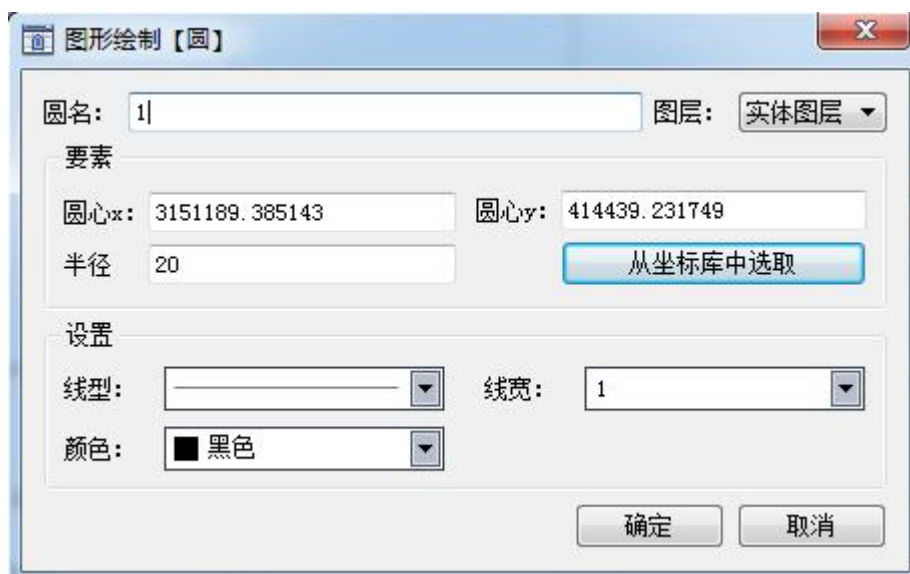 图形绘制【圆】
圆名: 1 图层: 实体图层
要素
圆心x: 3151189.385143 圆心y: 414439.231749
半径 20 从坐标库中选取
设置
线型: 线宽: 1
颜色: 黑色
确定 取消